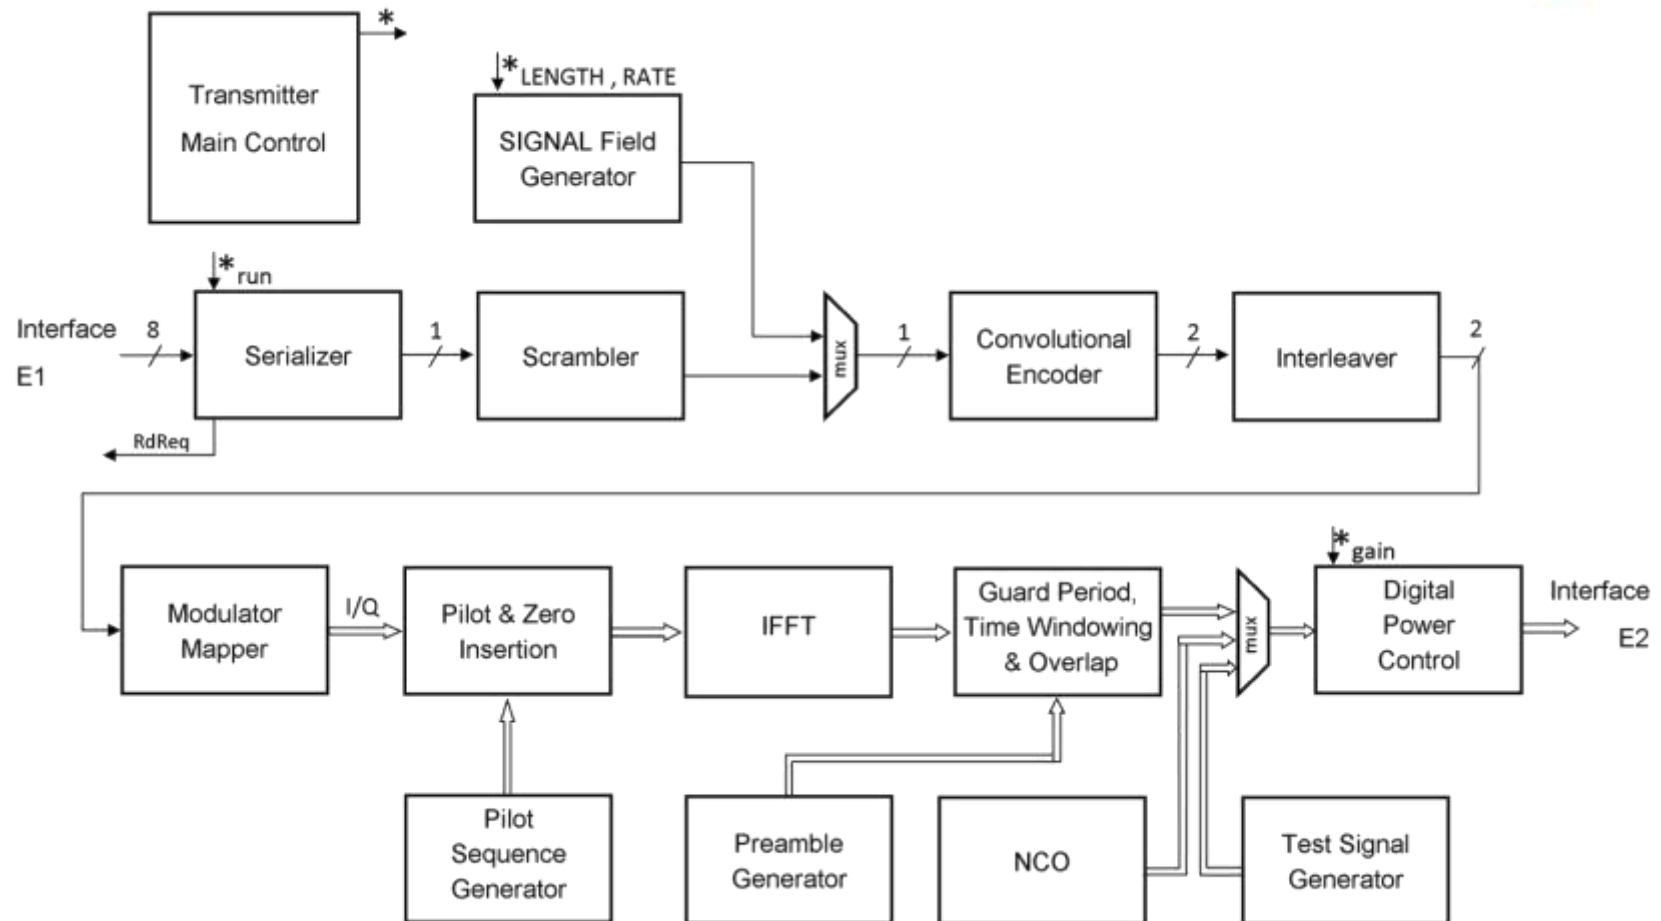 *
Transmitter
Main Control
* LENGTH , RATE
SIGNAL Field
Generator
* run
Interface
E1
8
Serializer
1
Scrambler
mux
1
Convolutional
Encoder
2
Interleaver
2
RdReq
Modulator
Mapper
I/Q
Pilot & Zero
Insertion
IFFT
Guard Period,
Time Windowing
& Overlap
mux
* gain
Digital
Power
Control
Interface
E2
Pilot
Sequence
Generator
Preamble
Generator
NCO
Test Signal
Generator